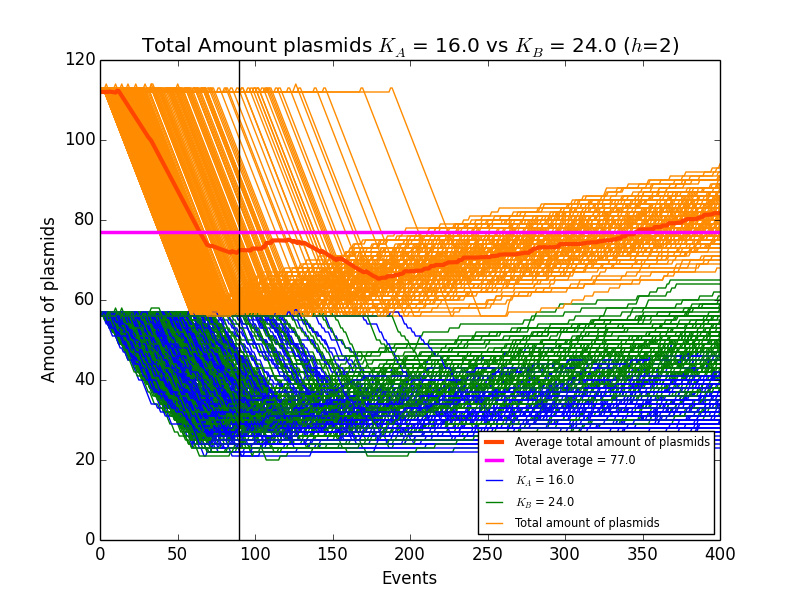 Total Amount plasmids K_A = 16.0 vs K_B = 24.0 (h=2)
120
100
80
60
40
20
0
Amount of plasmids
Average total amount of plasmids
Total average = 77.0
K_A = 16.0
K_B = 24.0
Total amount of plasmids
0 50 100 150 200 250 300 350 400
Events